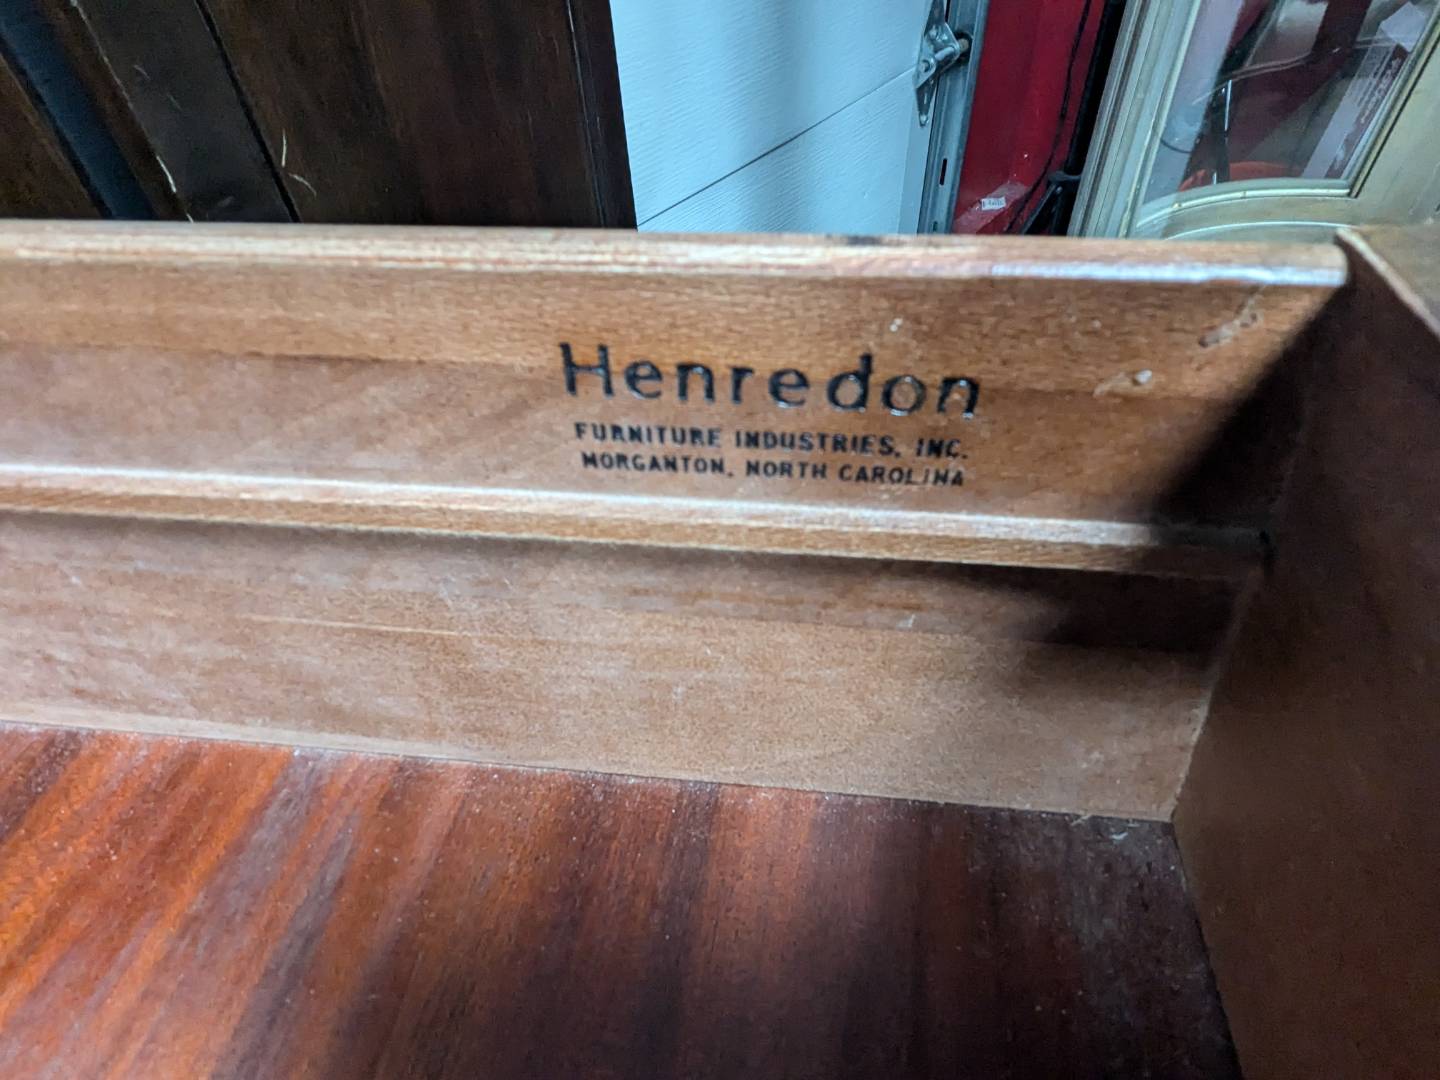 Henredon
FURNITURE INDUSTRIES, INC.
MORGANTON, NORTH CAROLINA